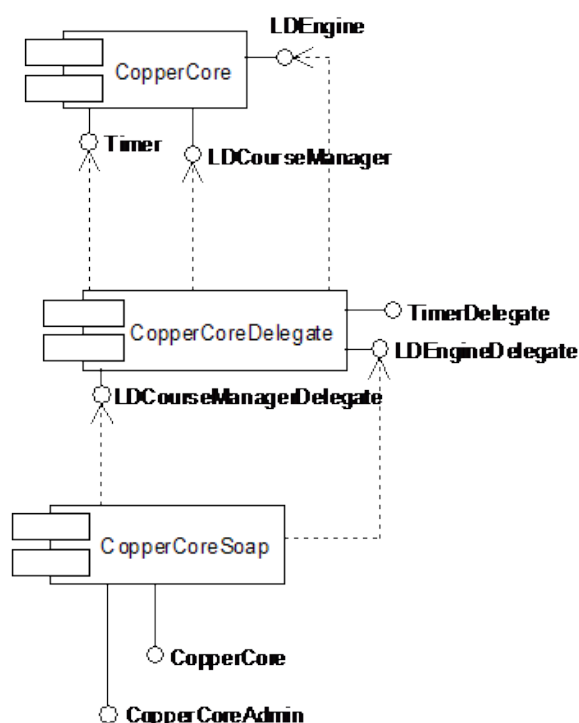 LDEngine
CopperCore
Timer
LDCourseManager
CopperCoreDelegate
TimerDelegate
LDEngineDelegate
LDCourseManagerDelegate
CopperCoreSoap
CopperCore
CopperCoreAdmin